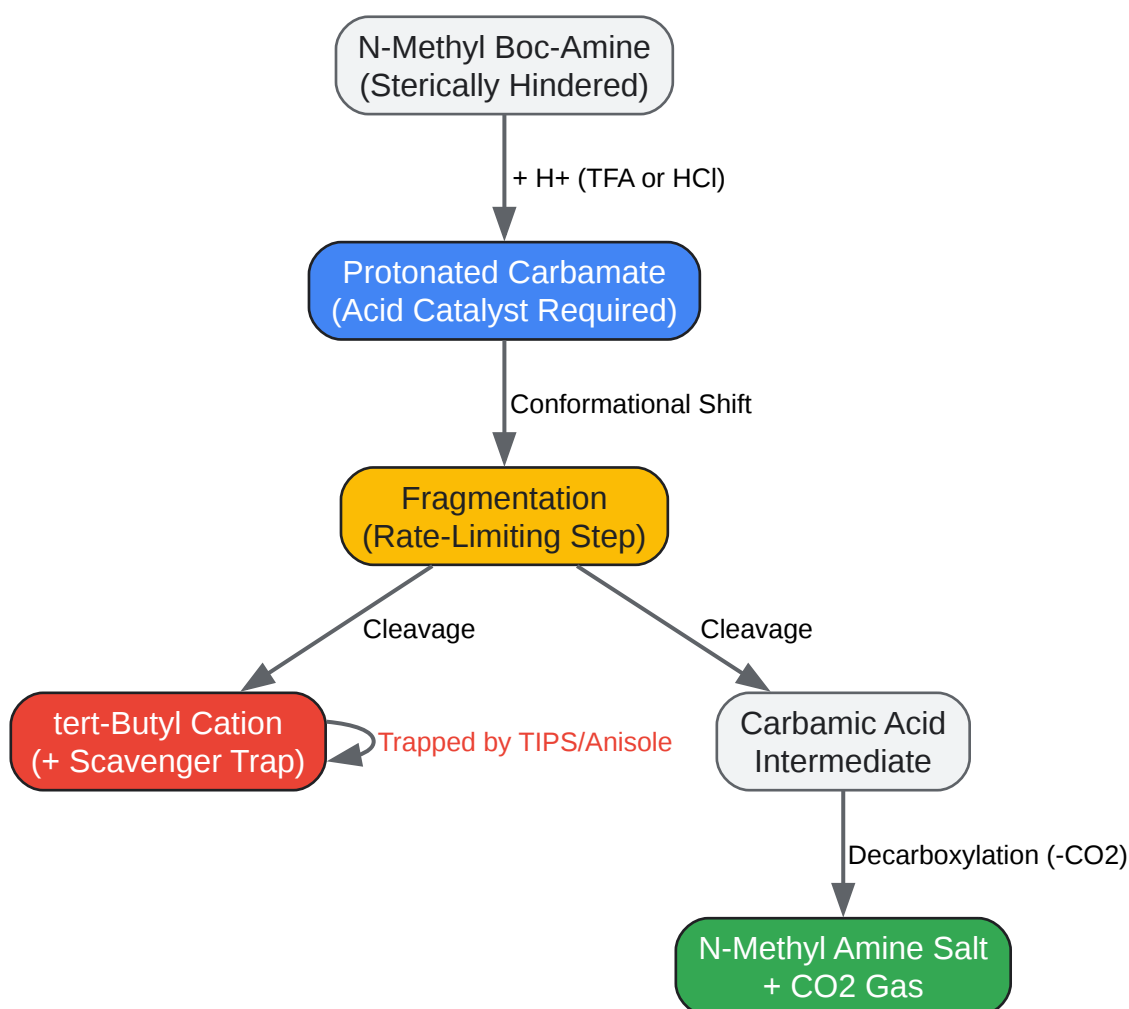 N-Methyl Boc-Amine
(Sterically Hindered)
+ H+ (TFA or HCl)
Protonated Carbamate
(Acid Catalyst Required)
Conformational Shift
Fragmentation
(Rate-Limiting Step)
Cleavage
Cleavage
tert-Butyl Cation
(+ Scavenger Trap)
Trapped by TIPS/Anisole
Carbamic Acid
Intermediate
Decarboxylation (-CO2)
N-Methyl Amine Salt
+ CO2 Gas